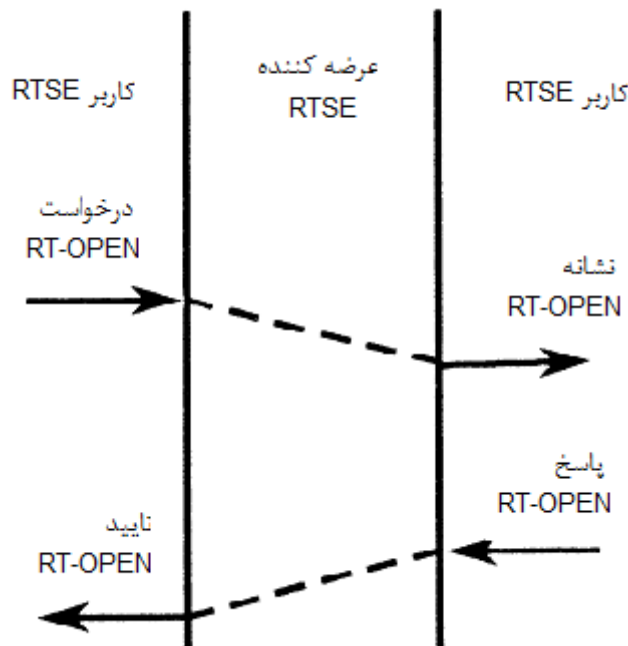 عرضه کننده
RTSE
کاربر RTSE
کاربر RTSE
درخواست
RT-OPEN
نشانه
RT-OPEN
پاسخ
RT-OPEN
تایید
RT-OPEN